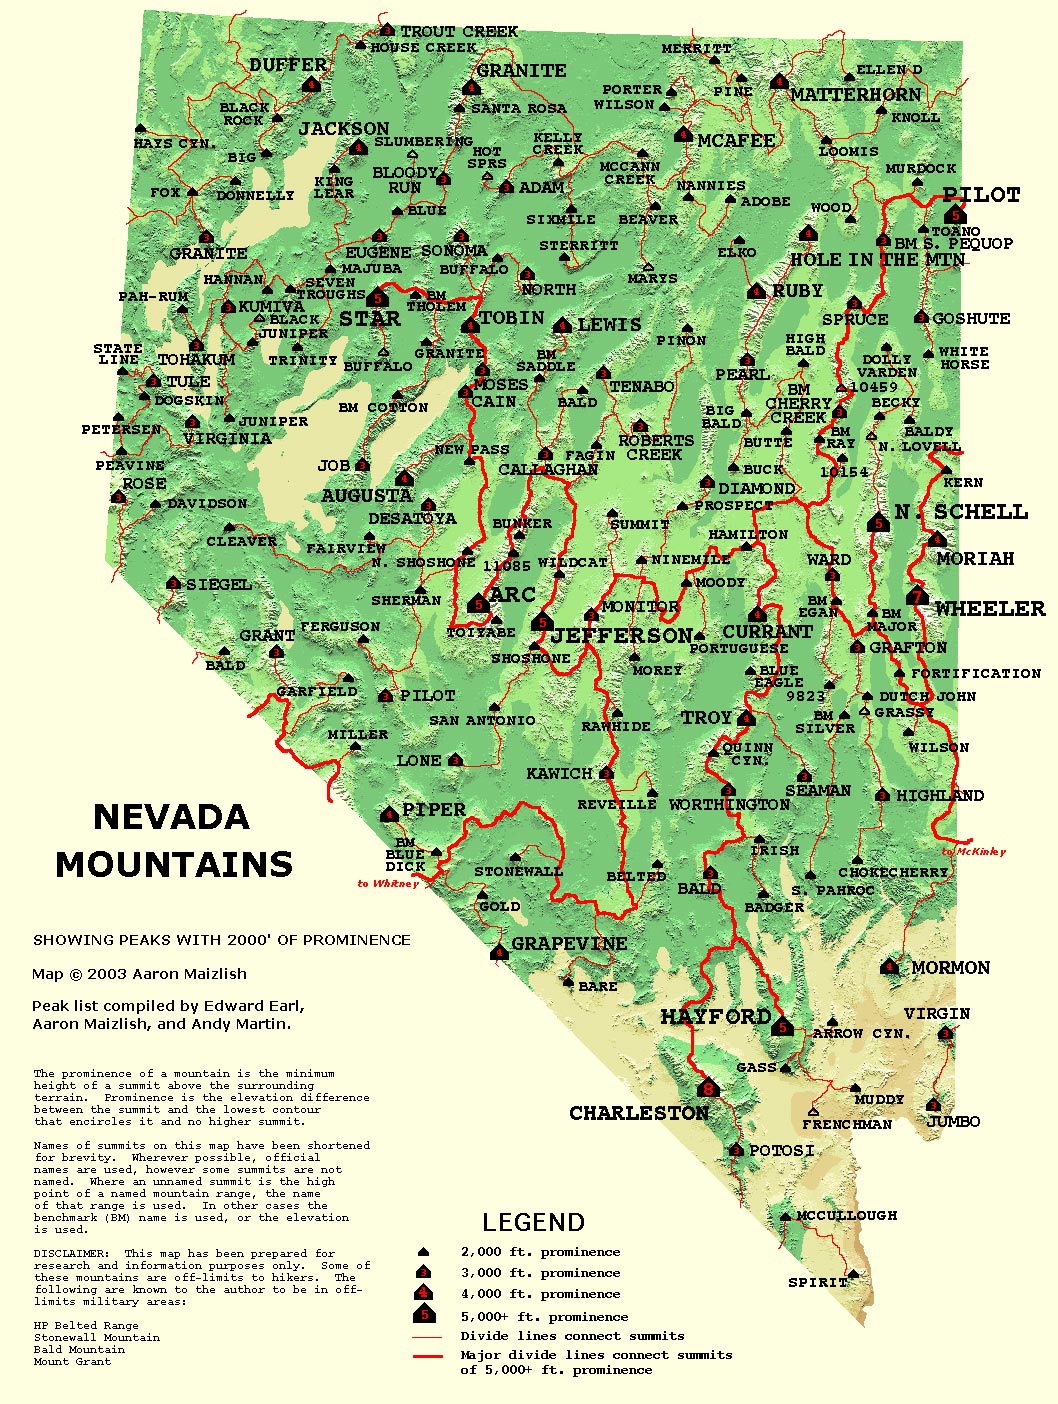 TROUT CREEK
HOUSE CREEK
MERRITT
DUFFER
GRANITE
ELLEN D
PORTER
PINE
MATTERHORN
WILSON
BLACK
ROCK
SANTA ROSA
KNOLL
JACKSON
HAYS CYN.
SLUMBERING
KELLY
CREEK
MCAFEE
LOOMIS
BIG
HOT
SPRS
MCCANN
CREEK
MURDOCK
FOX
DONNELLY
KING
LEAR
BLOODY
RUN
ADAM
NANNIES
PILOT
BLUE
SIXMILE
BEAVER
ADOBE
WOOD
TOANO
GRANITE
EUGENE
SONOMA
STERRITT
ELKO
BM S. PEQUOP
HOLE IN THE MTN
MAJUBA
BUFFALO
NORTH
MARYS
HANNAN
SEVEN
TROUGHS
RUBY
PAH-RUM
KUMIVA
BM
THOLEM
STAR
TOBIN
LEWIS
SPRUCE
GOSHUTE
BLACK
JUNIPER
STATE
LINE
TOHAKUM
TRINITY
BUFFALO
GRANITE
PINON
HIGH
BALD
BM
SADDLE
DOLLY
VARDEN
WHITE
HORSE
TULE
MOSES
TENABO
PEARL
10459
DOGSKIN
BM COTTON
CAIN
BALD
BM
CHERRY
CREEK
BECKY
PETERSEN
JUNIPER
VIRGINIA
BIG
BALD
BUTTE
BM
RAY
BALDY
N. LOVELL
ROBERTS
CREEK
NEW PASS
FAGIN
PEAVINE
JOB
CALLAGHAN
BUCK
10154
KERN
ROSE
AUGUSTA
DIAMOND
DAVIDSON
DESATOYA
PROSPECT
N. SCHELL
BUNKER
SUMMIT
CLEAVER
FAIRVIEW
HAMILTON
N. SHOSHONE
11085
WILDCAT
NINEMILE
WARD
MORIAH
SIEGEL
MOODY
SHERMAN
ARC
MONITOR
BM
EGAN
BM
MAJOR
WHEELER
GRANT
FERGUSON
TOIYABE
JEFFERSON
CURRANT
PORTUGUESE
GRAFTON
BALD
SHOSHONE
MOREY
BLUE
EAGLE
FORTIFICATION
GARFIELD
PILOT
9823
DUTCH JOHN
SAN ANTONIO
RAWHIDE
TROY
BM
SILVER
GRASSY
MILLER
QUINN
CYN.
WILSON
LONE
KAWICH
SEAMAN
REVEILLE
WORTHINGTON
HIGHLAND
NEVADA
MOUNTAINS
PIPER
BM
BLUE
DICK
IRISH
to McKinley
to Whitney
STONEWALL
BELTED
BALD
CHOKECHERRY
S. PAHROC
GOLD
BADGER
SHOWING PEAKS WITH 2000' OF PROMINENCE
GRAPEVINE
Map © 2003 Aaron Maizlish
MORMON
BARE
Peak list compiled by Edward Earl,
Aaron Maizlish, and Andy Martin.
HAYFORD
VIRGIN
ARROW CYN.
GASS
The prominence of a mountain is the minimum
height of a summit above the surrounding
terrain.  Prominence is the elevation difference
between the summit and the lowest contour
that encircles it and no higher summit.
CHARLESTON
MUDDY
FRENCHMAN
JUMBO
POTOSI
Names of summits on this map have been shortened
for brevity.  Wherever possible, official
names are used, however some summits are not
named.  Where an unnamed summit is the high
point of a named mountain range, the name
of that range is used.  In other cases the
benchmark (BM) name is used, or the elevation
is used.
MCCULLOUGH
SPIRIT
DISCLAIMER:  This map has been prepared for
research and information purposes only.  Some of
these mountains are off-limits to hikers.  The
following are known to the author to be in off-
limits military areas:
HP Belted Range
Stonewall Mountain
Bald Mountain
Mount Grant
LEGEND
2,000 ft. prominence
3 3,000 ft. prominence
4 4,000 ft. prominence
5 5,000+ ft. prominence
Divide lines connect summits
Major divide lines connect summits
of 5,000+ ft. prominence